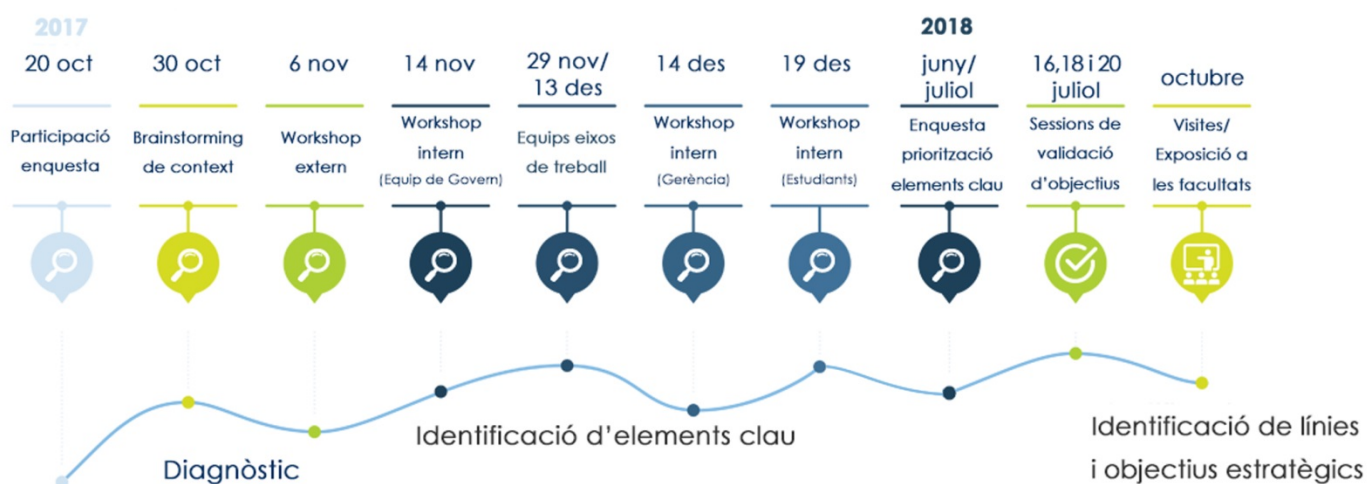 2017
20 oct
Participació
enquesta
30 oct
Brainstorming
de context
6 nov
Workshop
extern
14 nov
Workshop
intern
(Equip de Govern)
29 nov/
13 des
Equips eixos
de treball
14 des
Workshop
intern
(Gerència)
19 des
Workshop
intern
(Estudiants)
2018
juny/
juliol
Enquesta
priorització
elements clau
16,18 i 20
juliol
Sessions de
validació
d'objectius
octubre
Visites/
Exposició a
les facultats
Diagnòstic
Identificació d'elements clau
Identificació de línies
i objectius estratègics